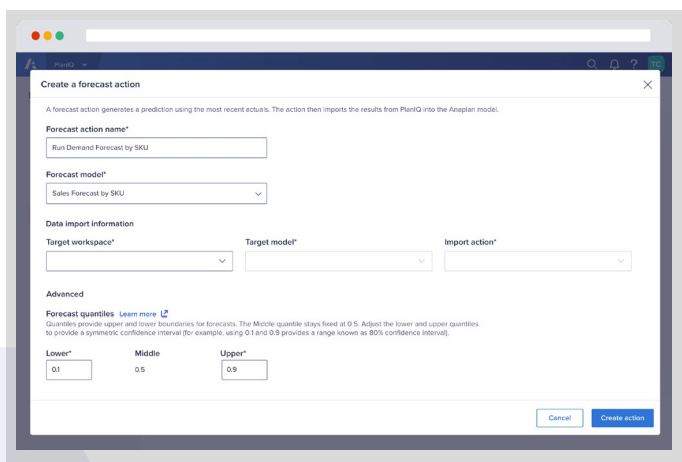 PlanIQ
?
TC
Create a forecast action
A forecast action generates a prediction using the most recent actuals. The action then imports the results from PlanIQ into the Anaplan model.
Forecast action name*
Run Demand Forecast by SKU
Forecast model*
Sales Forecast by SKU
Data import information
Target workspace* Target model* Import action*
Advanced
Forecast quantiles Learn more
Quantiles provide upper and lower boundaries for forecasts. The Middle quantile stays fixed at 0.5. Adjust the lower and upper quantiles
to provide a symmetric confidence interval (for example, using 0.1 and 0.9 provides a range known as 80% confidence interval).
Lower* Middle Upper*
0.1 0.5 0.9
Cancel Create action